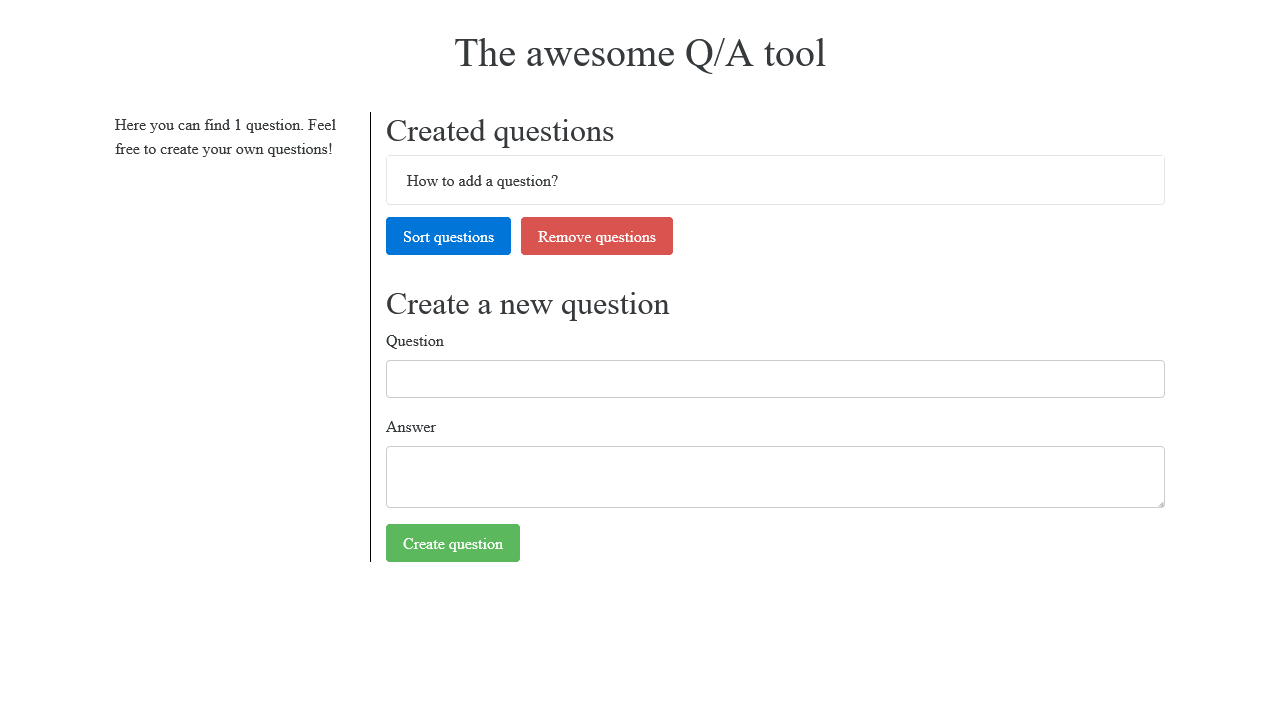 The awesome Q/A tool
Here you can find 1 question. Feel
free to create your own questions!
Created questions
How to add a question?
Sort questions
Remove questions
Create a new question
Question
Answer
Create question